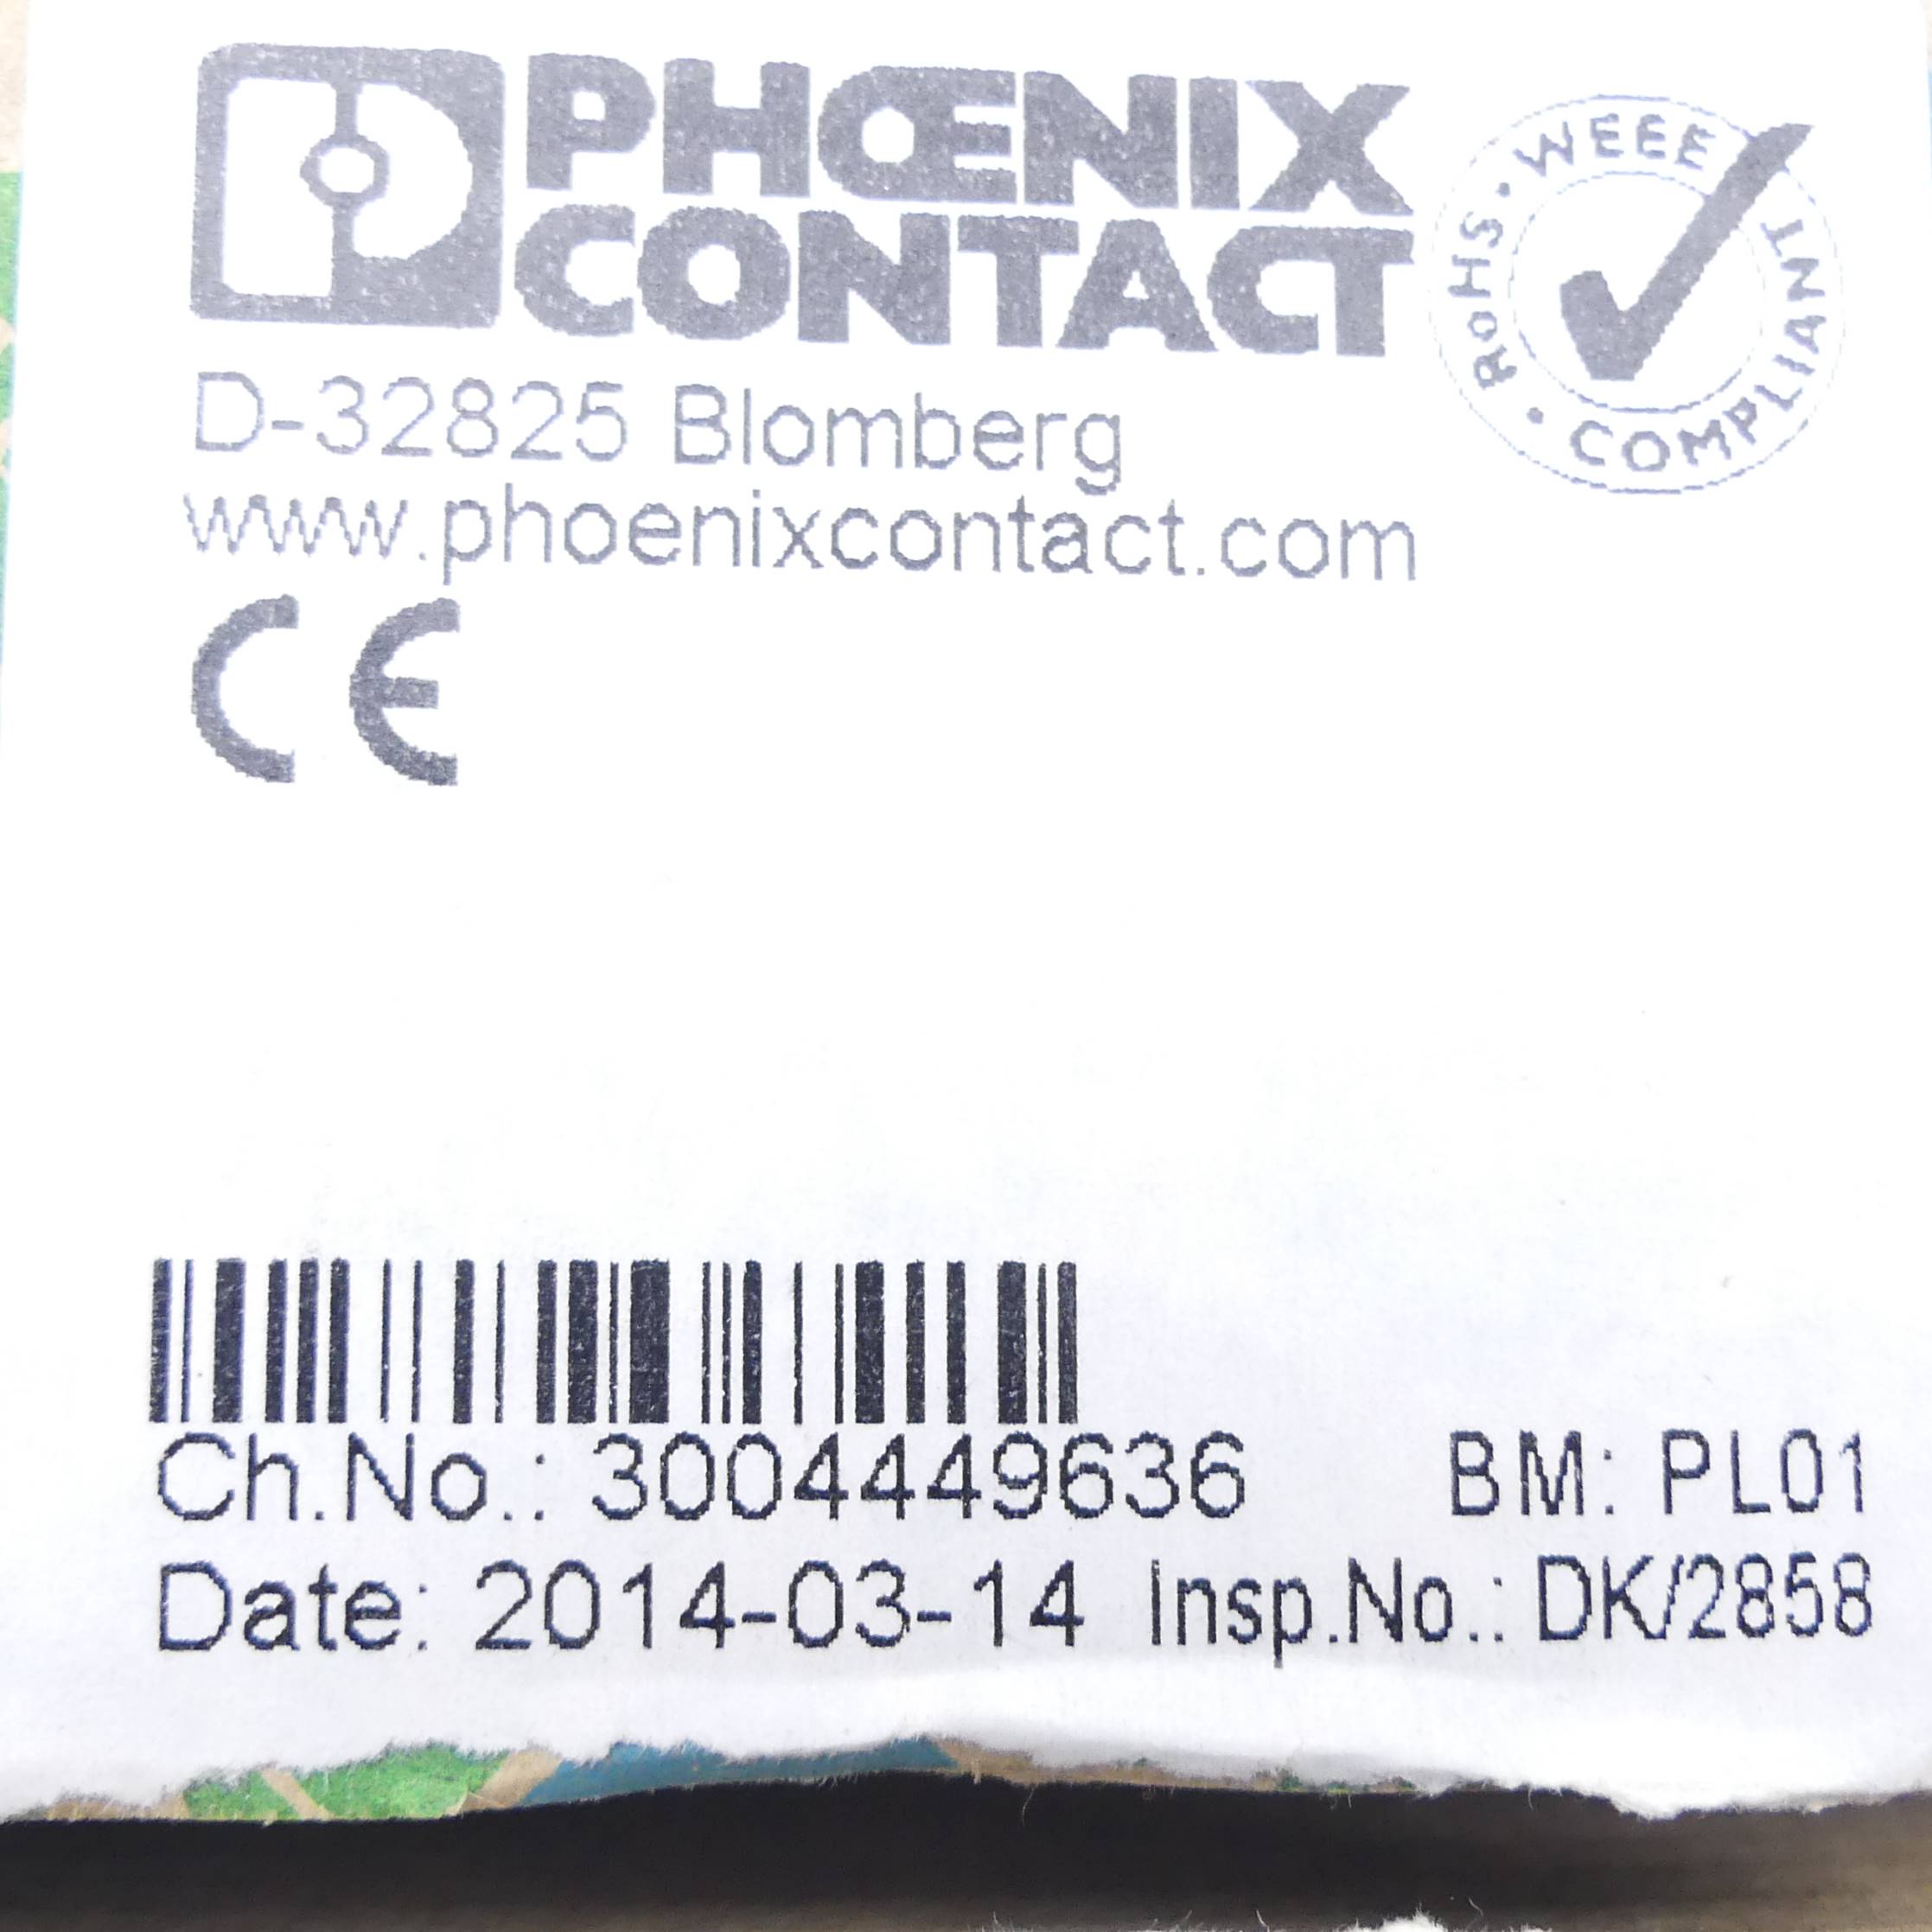 PHŒNIX
CONTACT
WEEE • RoHS • COMPLIANT
D-32825 Blomberg
www.phoenixcontact.com
CE
Ch.No.: 3004449636 BM: PL01
Date: 2014-03-14 Insp.No.: DK/2858